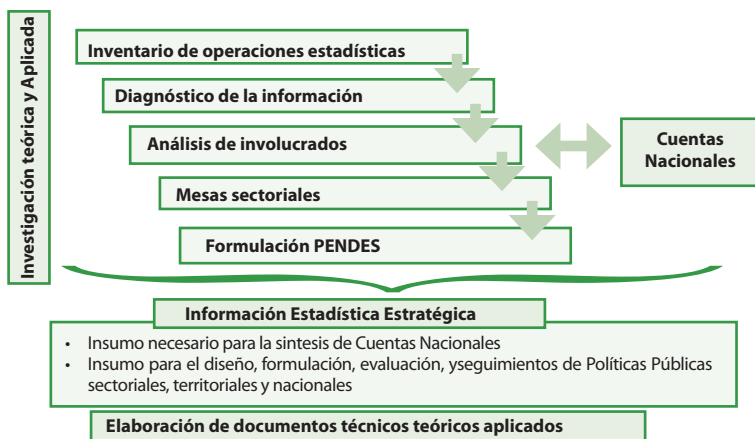 Investigación teórica y Aplicada
Inventario de operaciones estadísticas
Diagnóstico de la información
Análisis de involucrados
Cuentas
Nacionales
Mesas sectoriales
Formulación PENDES
Información Estadística Estratégica
• Insumo necesario para la sintesis de Cuentas Nacionales
• Insumo para el diseño, formulación, evaluación, yseguimientos de Políticas Públicas
sectoriales, territoriales y nacionales
Elaboración de documentos técnicos teóricos aplicados